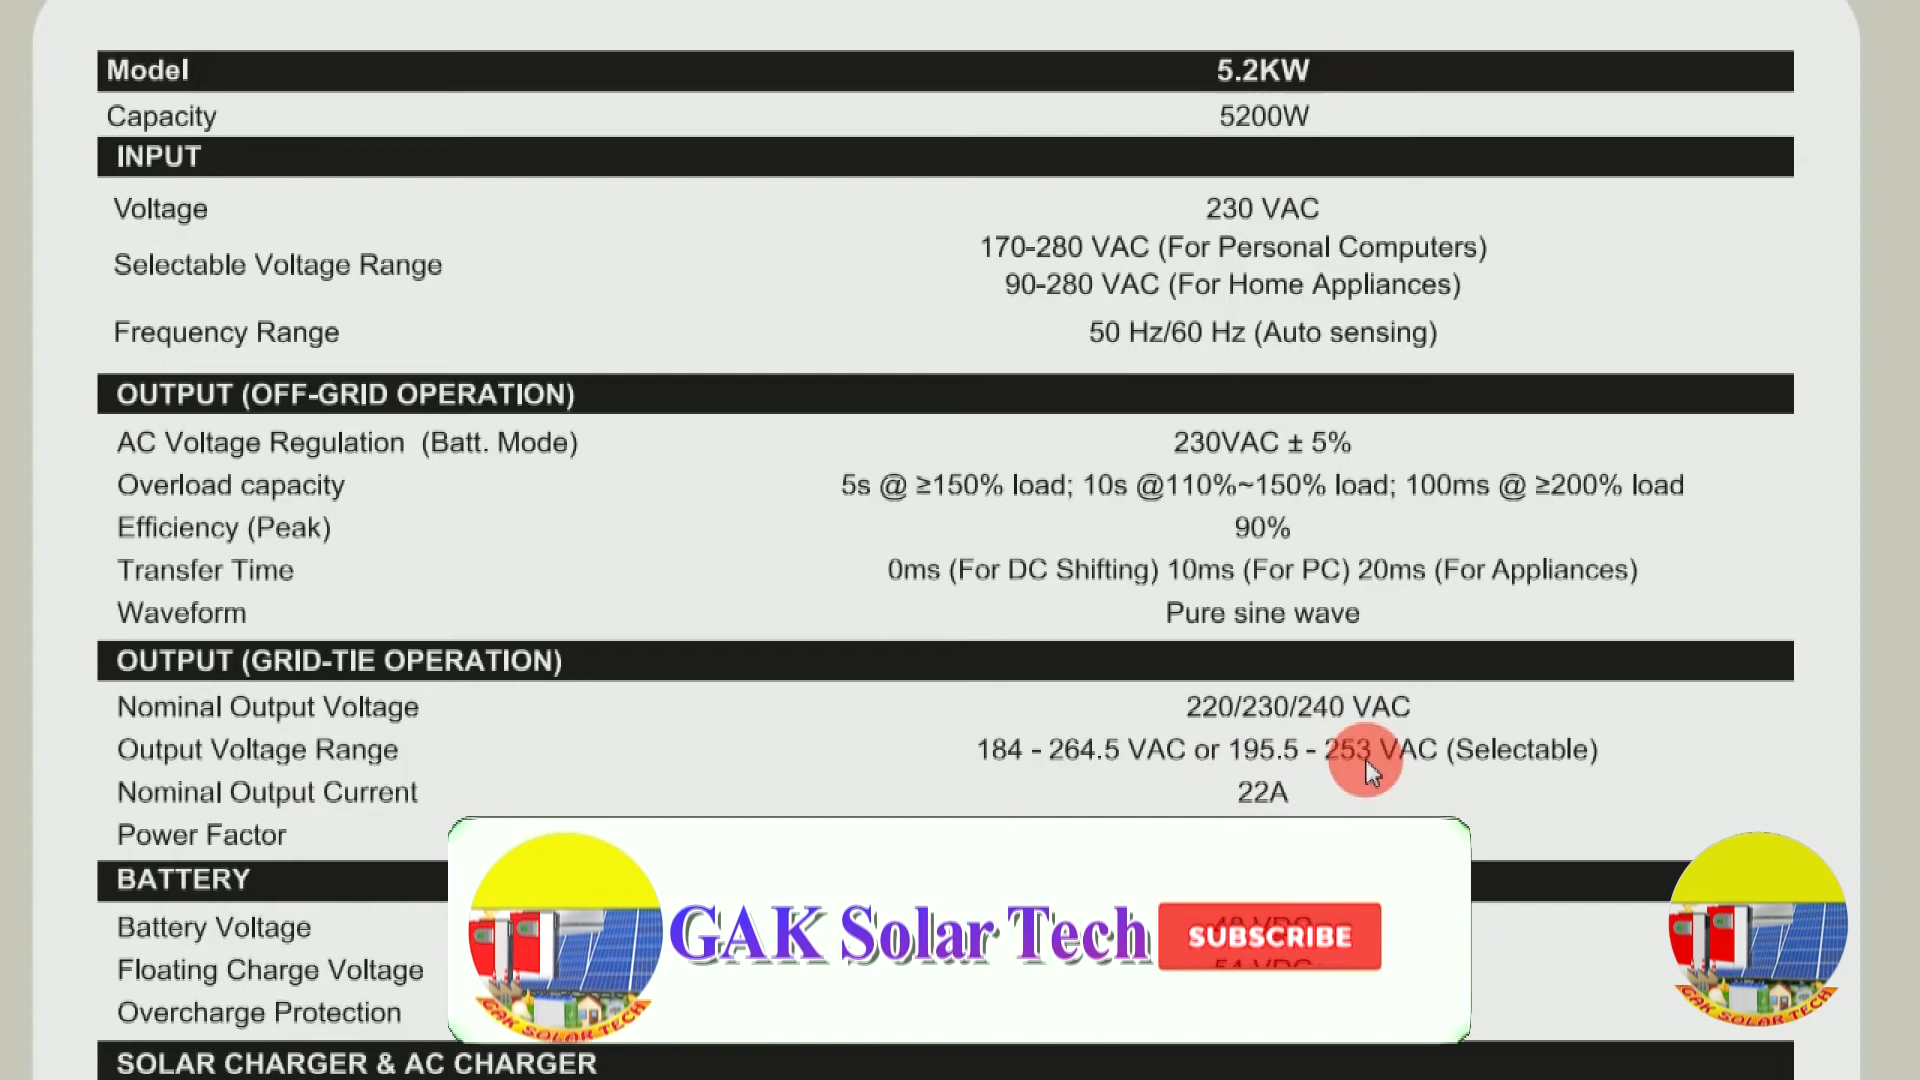 Model 5.2KW
Capacity 5200W
INPUT
Voltage 230 VAC
Selectable Voltage Range 170-280 VAC (For Personal Computers)
90-280 VAC (For Home Appliances)
Frequency Range 50 Hz/60 Hz (Auto sensing)
OUTPUT (OFF-GRID OPERATION)
AC Voltage Regulation (Batt. Mode) 230VAC ± 5%
Overload capacity 5s @ ≥150% load; 10s @110%~150% load; 100ms @ ≥200% load
Efficiency (Peak) 90%
Transfer Time 0ms (For DC Shifting) 10ms (For PC) 20ms (For Appliances)
Waveform Pure sine wave
OUTPUT (GRID-TIE OPERATION)
Nominal Output Voltage 220/230/240 VAC
Output Voltage Range 184 - 264.5 VAC or 195.5 - 253 VAC (Selectable)
Nominal Output Current 22A
Power Factor
BATTERY
Battery Voltage
Floating Charge Voltage
Overcharge Protection
SOLAR CHARGER & AC CHARGER
GAK Solar Tech SUBSCRIBE
GAK SOLAR TECH
GAK SOLAR TECH